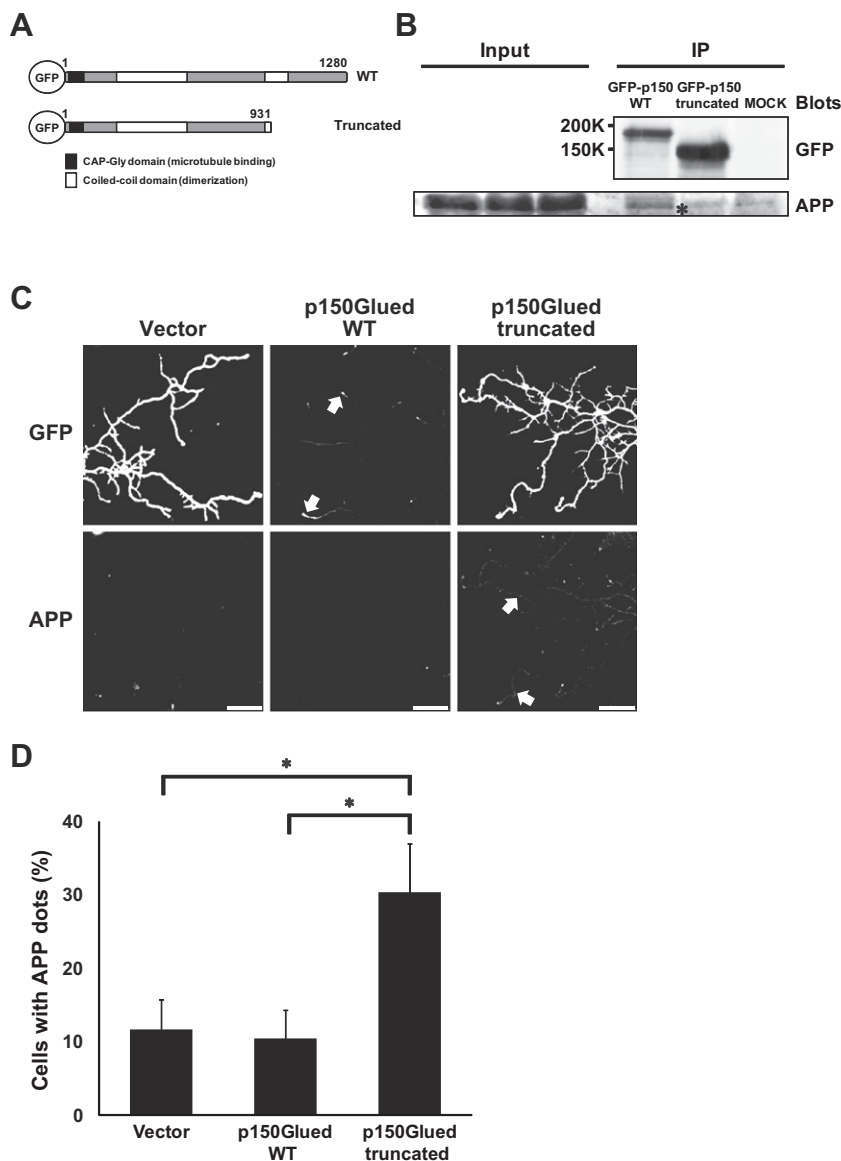 A
GFP
1
1280
WT
GFP
1
931
Truncated
CAP-Gly domain (microtubule binding)
Coiled-coil domain (dimerization)
B
Input
IP
GFP-p150
WT
GFP-p150
truncated
MOCK
Blots
200K
150K
GFP
*
APP
C
Vector
p150Glued
WT
p150Glued
truncated
GFP
APP
D
*
*
Cells with APP dots (%)
40
30
20
10
0
Vector
p150Glued
WT
p150Glued
truncated